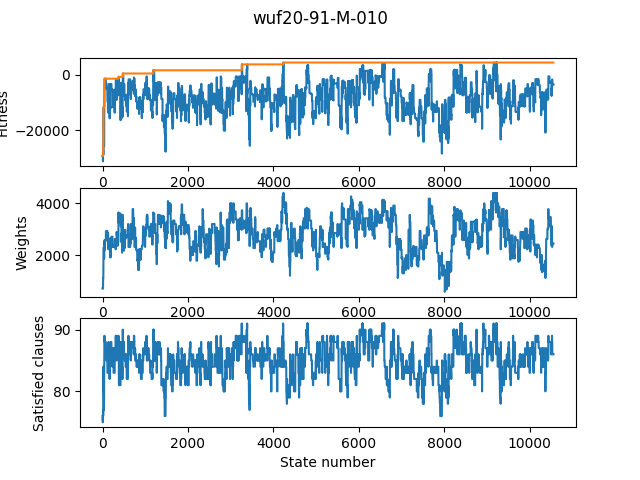 wuf20-91-M-010
Fitness
0
−20000
0 2000 4000 6000 8000 10000
Weights
4000
2000
0 2000 4000 6000 8000 10000
Satisfied clauses
90
80
0 2000 4000 6000 8000 10000
State number